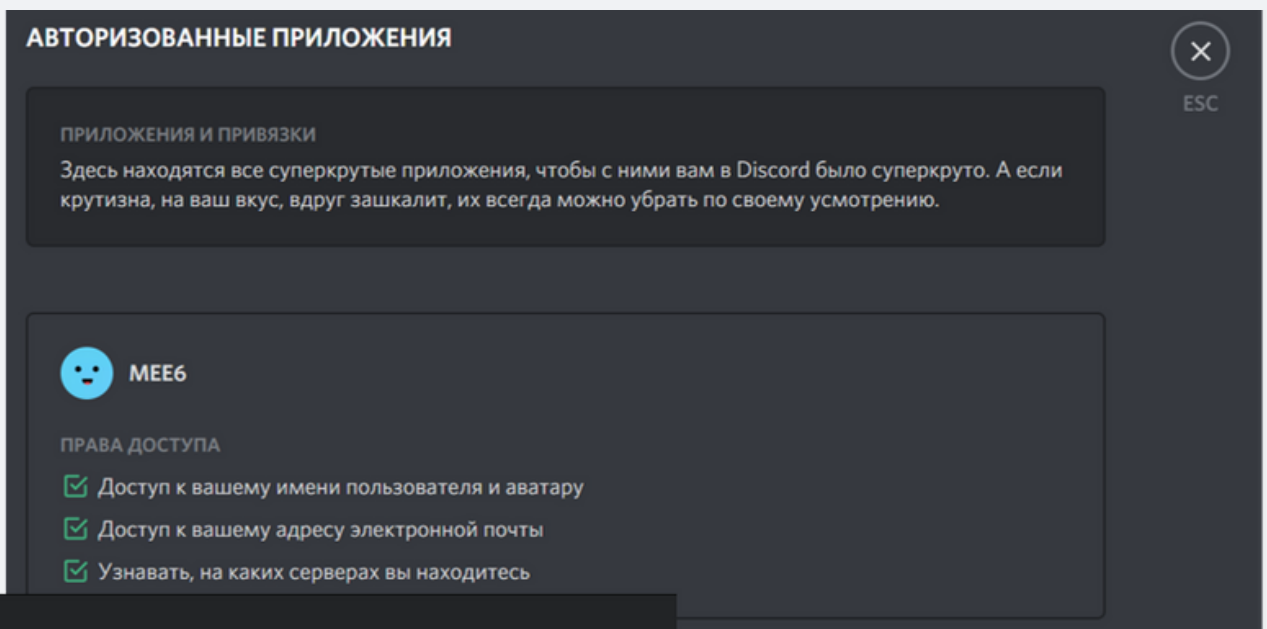 АВТОРИЗОВАННЫЕ ПРИЛОЖЕНИЯ
ESC
ПРИЛОЖЕНИЯ И ПРИВЯЗКИ
Здесь находятся все суперкрутые приложения, чтобы с ними вам в Discord было суперкруто. А если
крутизна, на ваш вкус, вдруг зашкалит, их всегда можно убрать по своему усмотрению.
MEE6
ПРАВА ДОСТУПА
Доступ к вашему имени пользователя и аватару
Доступ к вашему адресу электронной почты
Узнавать, на каких серверах вы находитесь